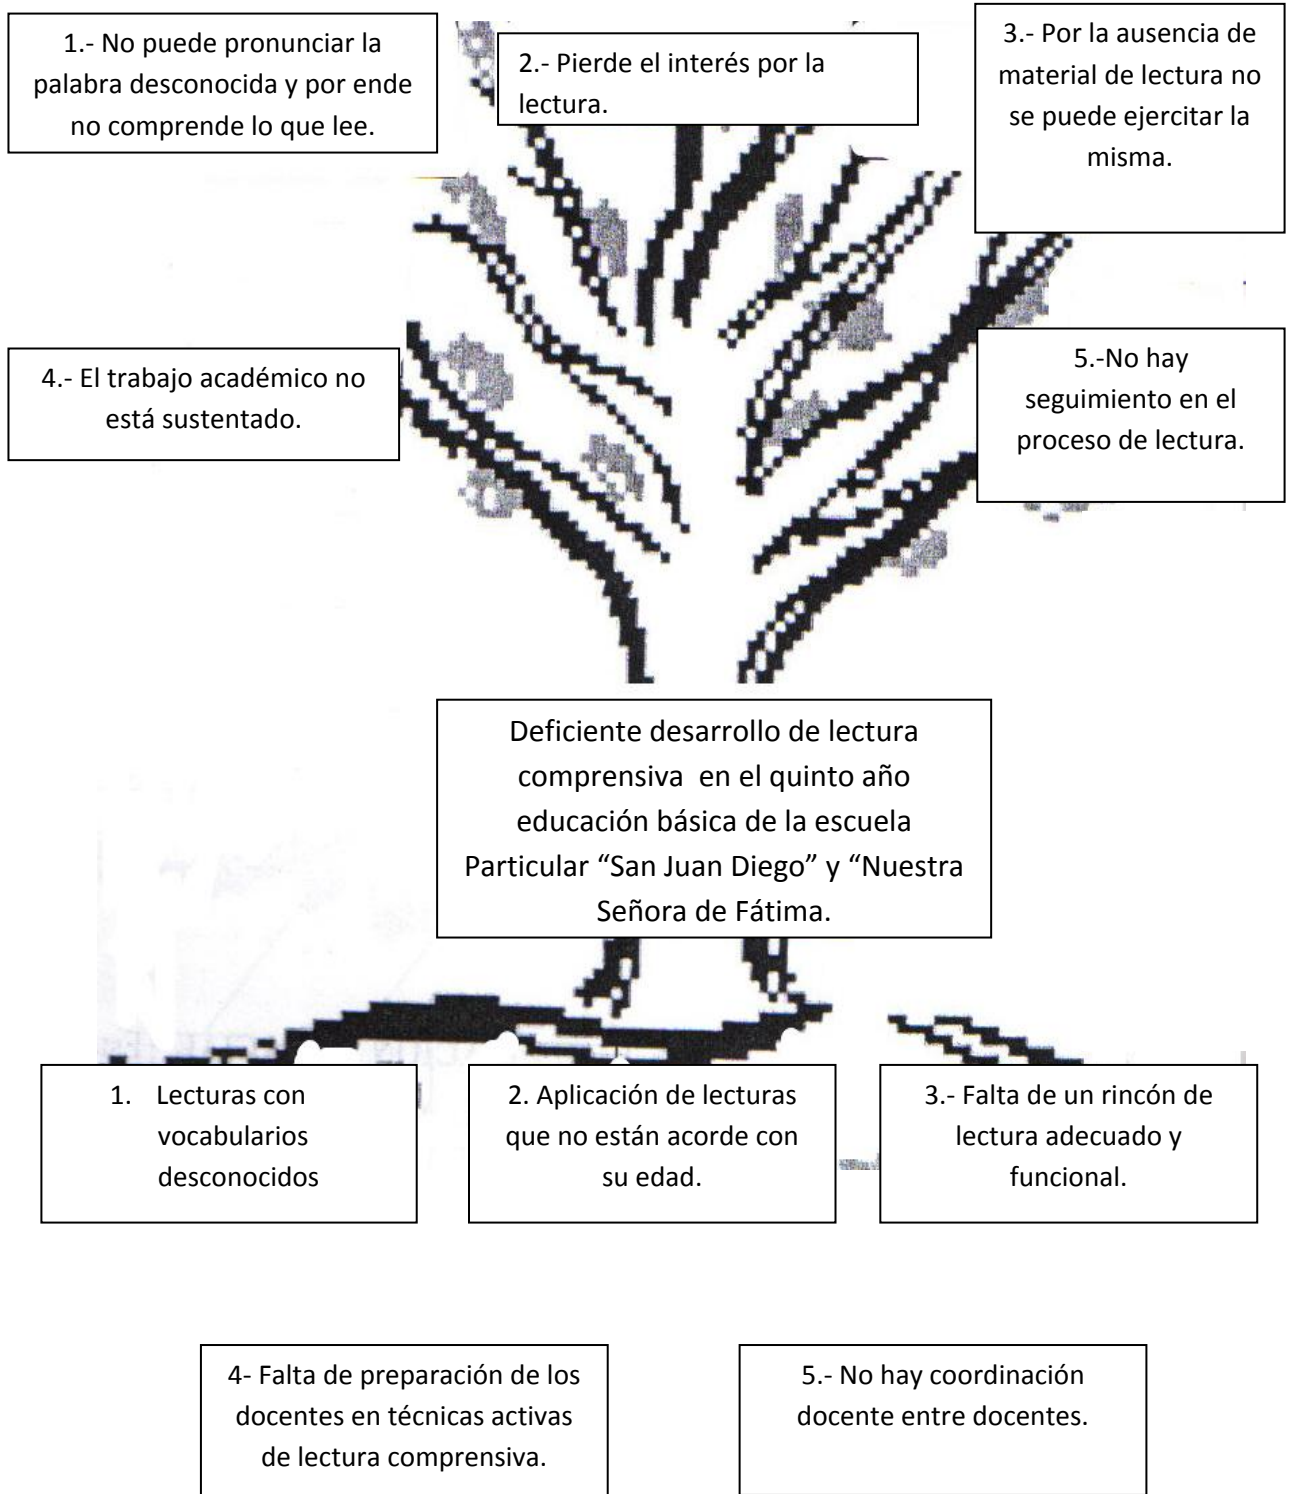 1.- No puede pronunciar la
palabra desconocida y por ende
no comprende lo que lee.
2.- Pierde el interés por la
lectura.
3.- Por la ausencia de
material de lectura no
se puede ejercitar la
misma.
4.- El trabajo académico no
está sustentado.
5.-No hay
seguimiento en el
proceso de lectura.
Deficiente desarrollo de lectura
comprensiva  en el quinto año
educación básica de la escuela
Particular “San Juan Diego” y “Nuestra
Señora de Fátima.
1. Lecturas con
vocabularios
desconocidos
2. Aplicación de lecturas
que no están acorde con
su edad.
3.- Falta de un rincón de
lectura adecuado y
funcional.
4- Falta de preparación de los
docentes en técnicas activas
de lectura comprensiva.
5.- No hay coordinación
docente entre docentes.